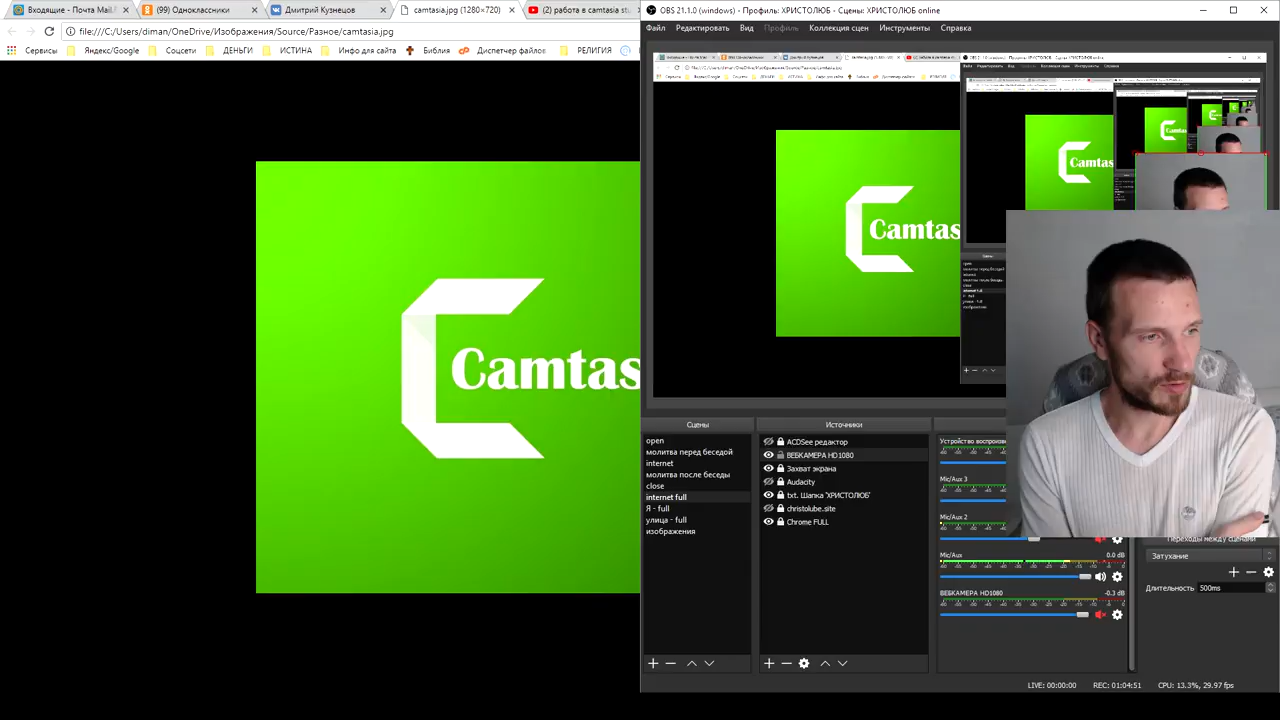 Входящие - Почта Mail.R
(99) Одноклассники
Дмитрий Кузнецов
camtasia.jpg (1280×720)
(2) работа в camtasia stu
file:///C:/Users/diman/OneDrive/Изображения/Source/Разное/camtasia.jpg
Сервисы
Яндекс/Google
Соцсети
ДЕНЬГИ
ИСТИНА
Карта сайта
Библия
Диспетчер файлов
РЕЛИГИЯ
Camtas
OBS 21.1.0 (windows) - Профиль: ХРИСТОЛЮБ - Сцены: ХРИСТОЛЮБ online
Файл
Редактировать
Вид
Профиль
Коллекция сцен
Инструменты
Справка
Camtas
Camtas
Сцены
open
молитва перед беседой
internet
молитва после беседы
close
internet full
Я - full
улица - full
изображения
Источники
ACDSee редактор
ВЕБКАМЕРА HD1080
Захват экрана
Audacity
txt. Шапка "ХРИСТОЛЮБ"
christolube.site
Chrome FULL
Устройство воспроизв
Mic/Aux 3
Mic/Aux 2
Mic/Aux
0.0 dB
ВЕБКАМЕРА HD1080
-0.3 dB
Переходы между сценами
Затухание
Длительность
500ms
LIVE: 00:00:00
REC: 01:04:51
CPU: 13.3%, 29.97 fps